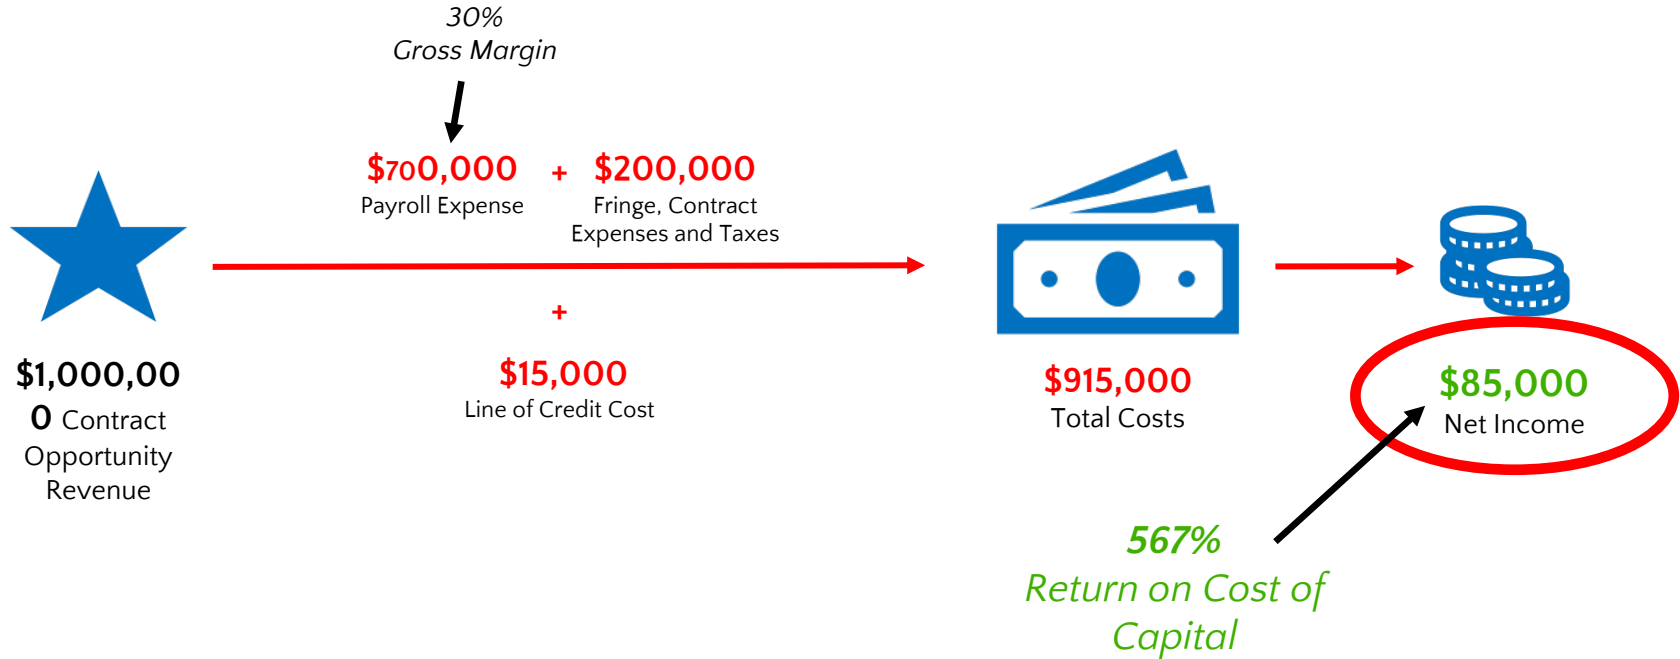 30%
Gross Margin
$700,000 + $200,000
Payroll Expense
Fringe, Contract
Expenses and Taxes
+
$1,000,00
0 Contract
Opportunity
Revenue
$15,000
Line of Credit Cost
$915,000
Total Costs
$85,000
Net Income
567%
Return on Cost of
Capital